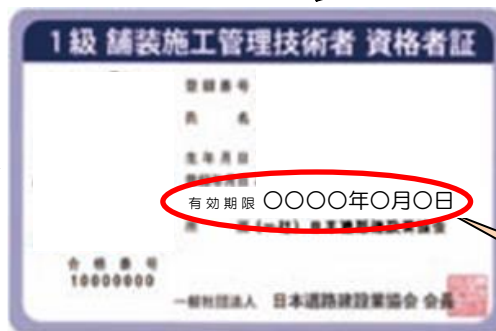 1級 舗装施工管理技術者 資格者証
登録番号
氏 名
生年月日
有効期限 〇〇〇〇年〇月〇日
合格番号
10000000
一般社団法人 日本道路建設業協会 会長